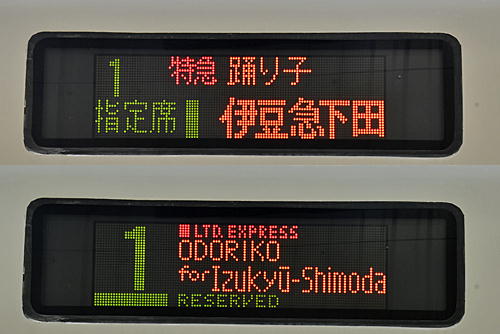 1 特急 踊り子
指定席 伊豆急下田
1 LTD. EXPRESS
ODORIKO
for Izukyū-Shimoda
RESERVED